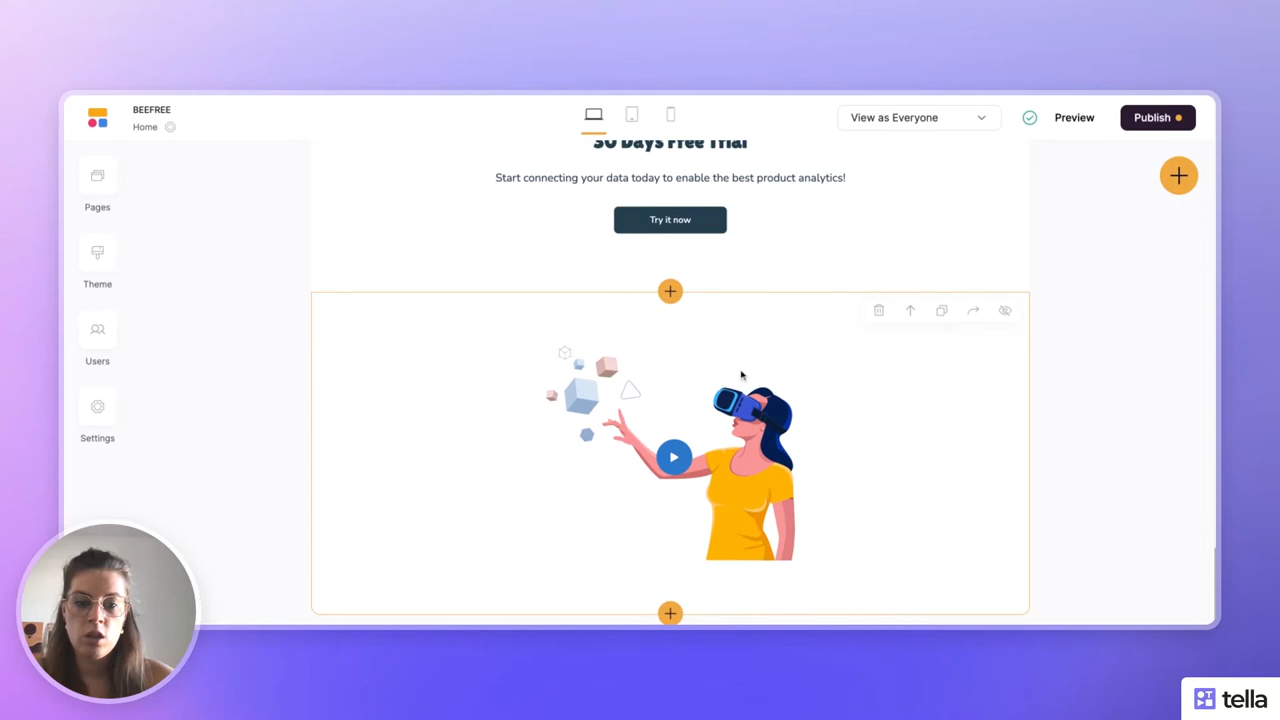 BEEFREE
Home
View as Everyone
Preview
Publish
30 Days Free Trial
Start connecting your data today to enable the best product analytics!
Try it now
Pages
Theme
Users
Settings
tella